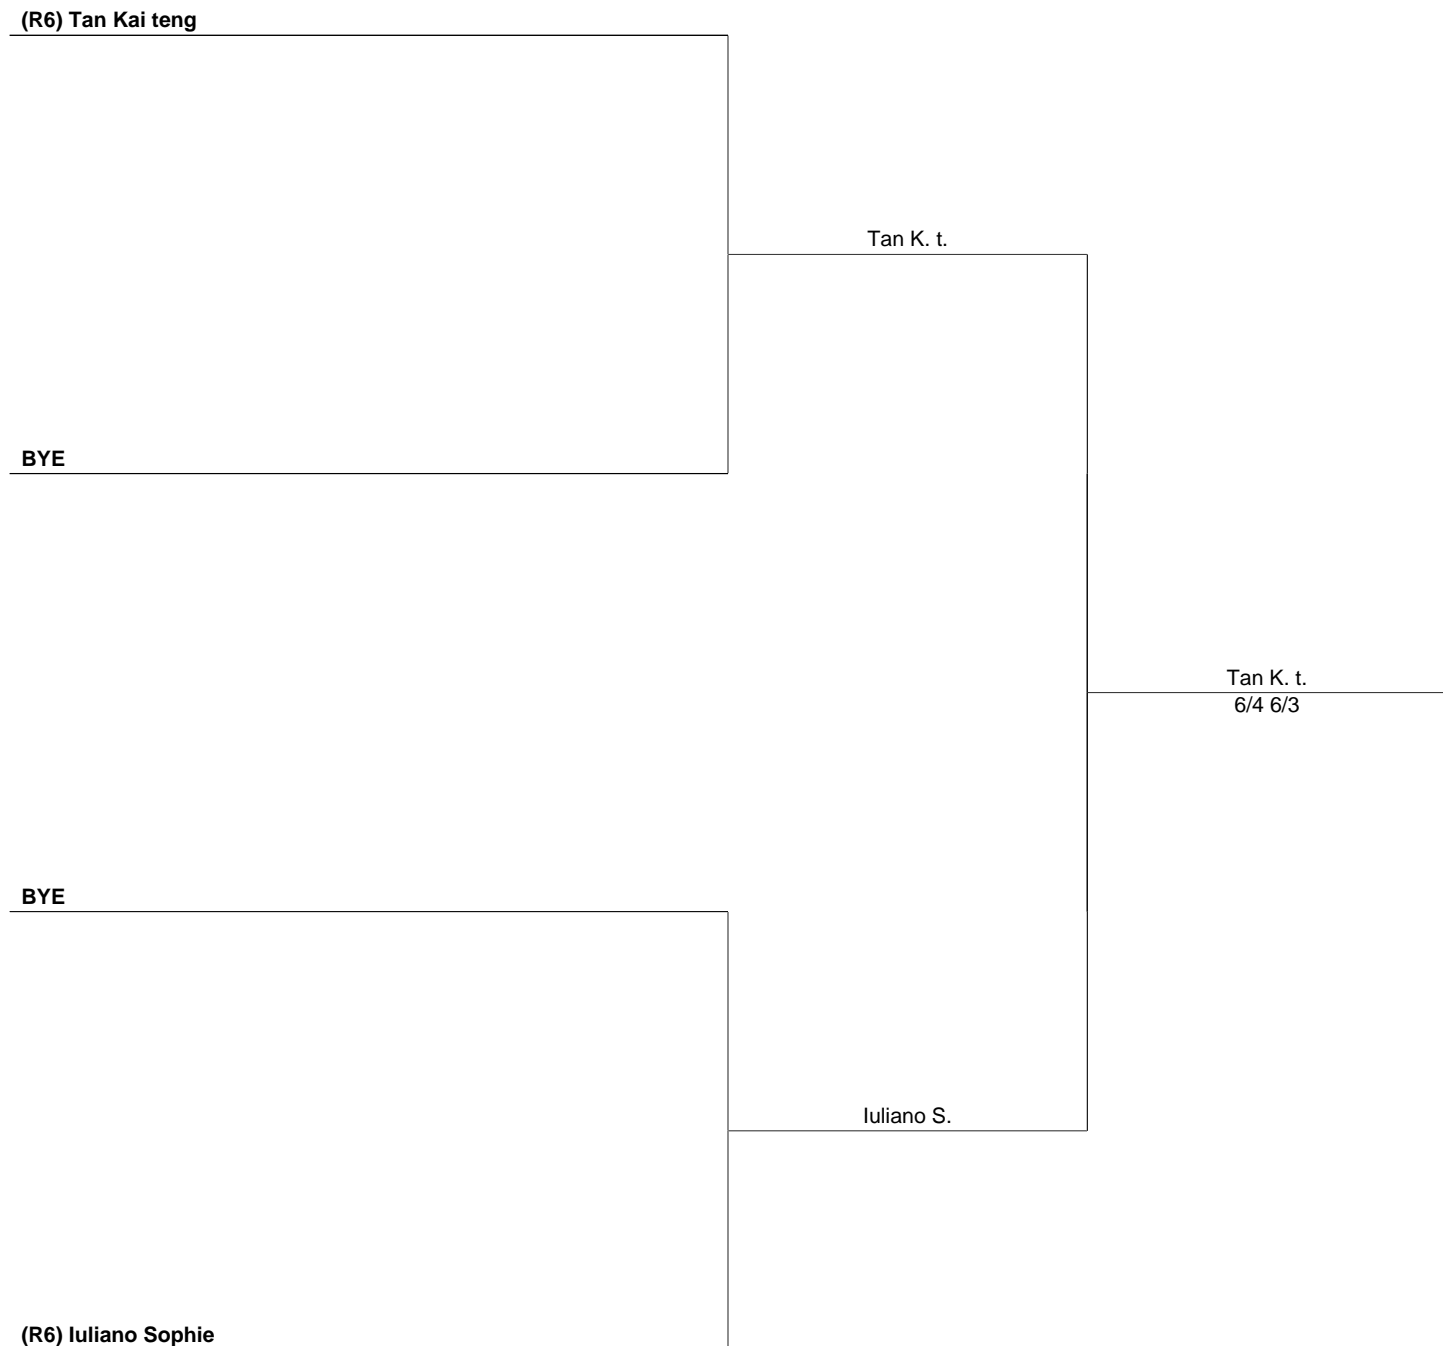 (R6) Tan Kai teng
Tan K. t.
BYE
Tan K. t.
6/4 6/3
BYE
Iuliano S.
(R6) Iuliano Sophie